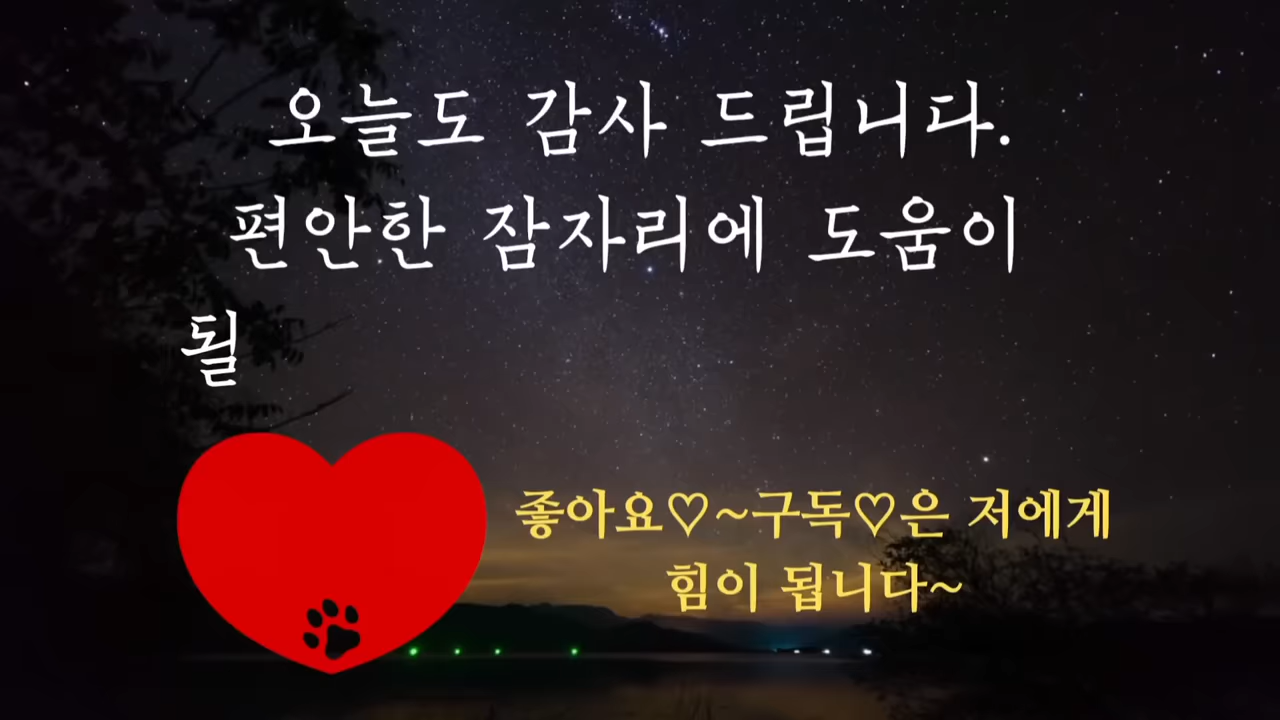 오늘도 감사 드립니다.
편안한 잠자리에 도움이
될
좋아요♡~구독♡은 저에게
힘이 됩니다~